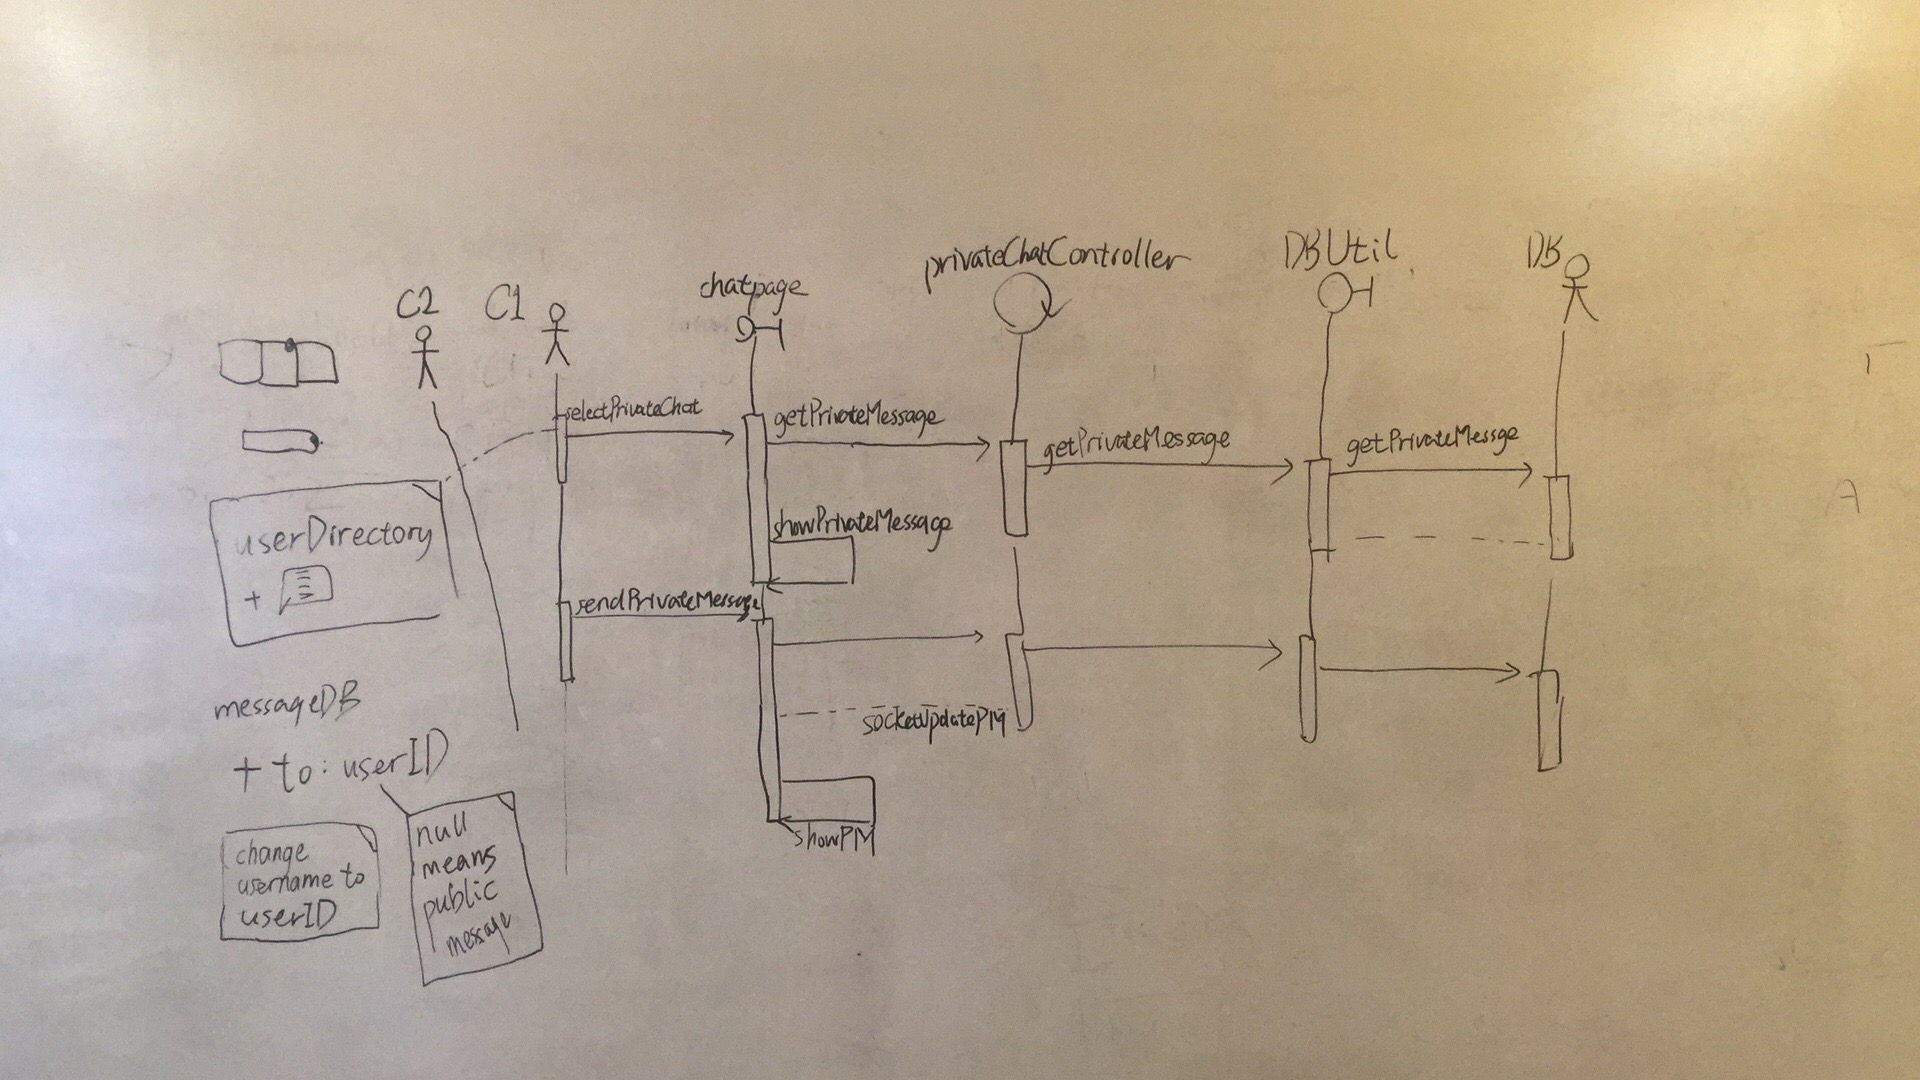 C2
C1
chatpage
privateChatController
DBUtil
DB
selectPrivateChat
getPrivateMessage
getPrivateMessage
getPrivateMessge
showPrivateMessage
sendPrivateMessage
socketUpdatePM
showPM
userDirectory
+
messageDB
+ to: userID
change
username to
userID
null
means
public
message
A